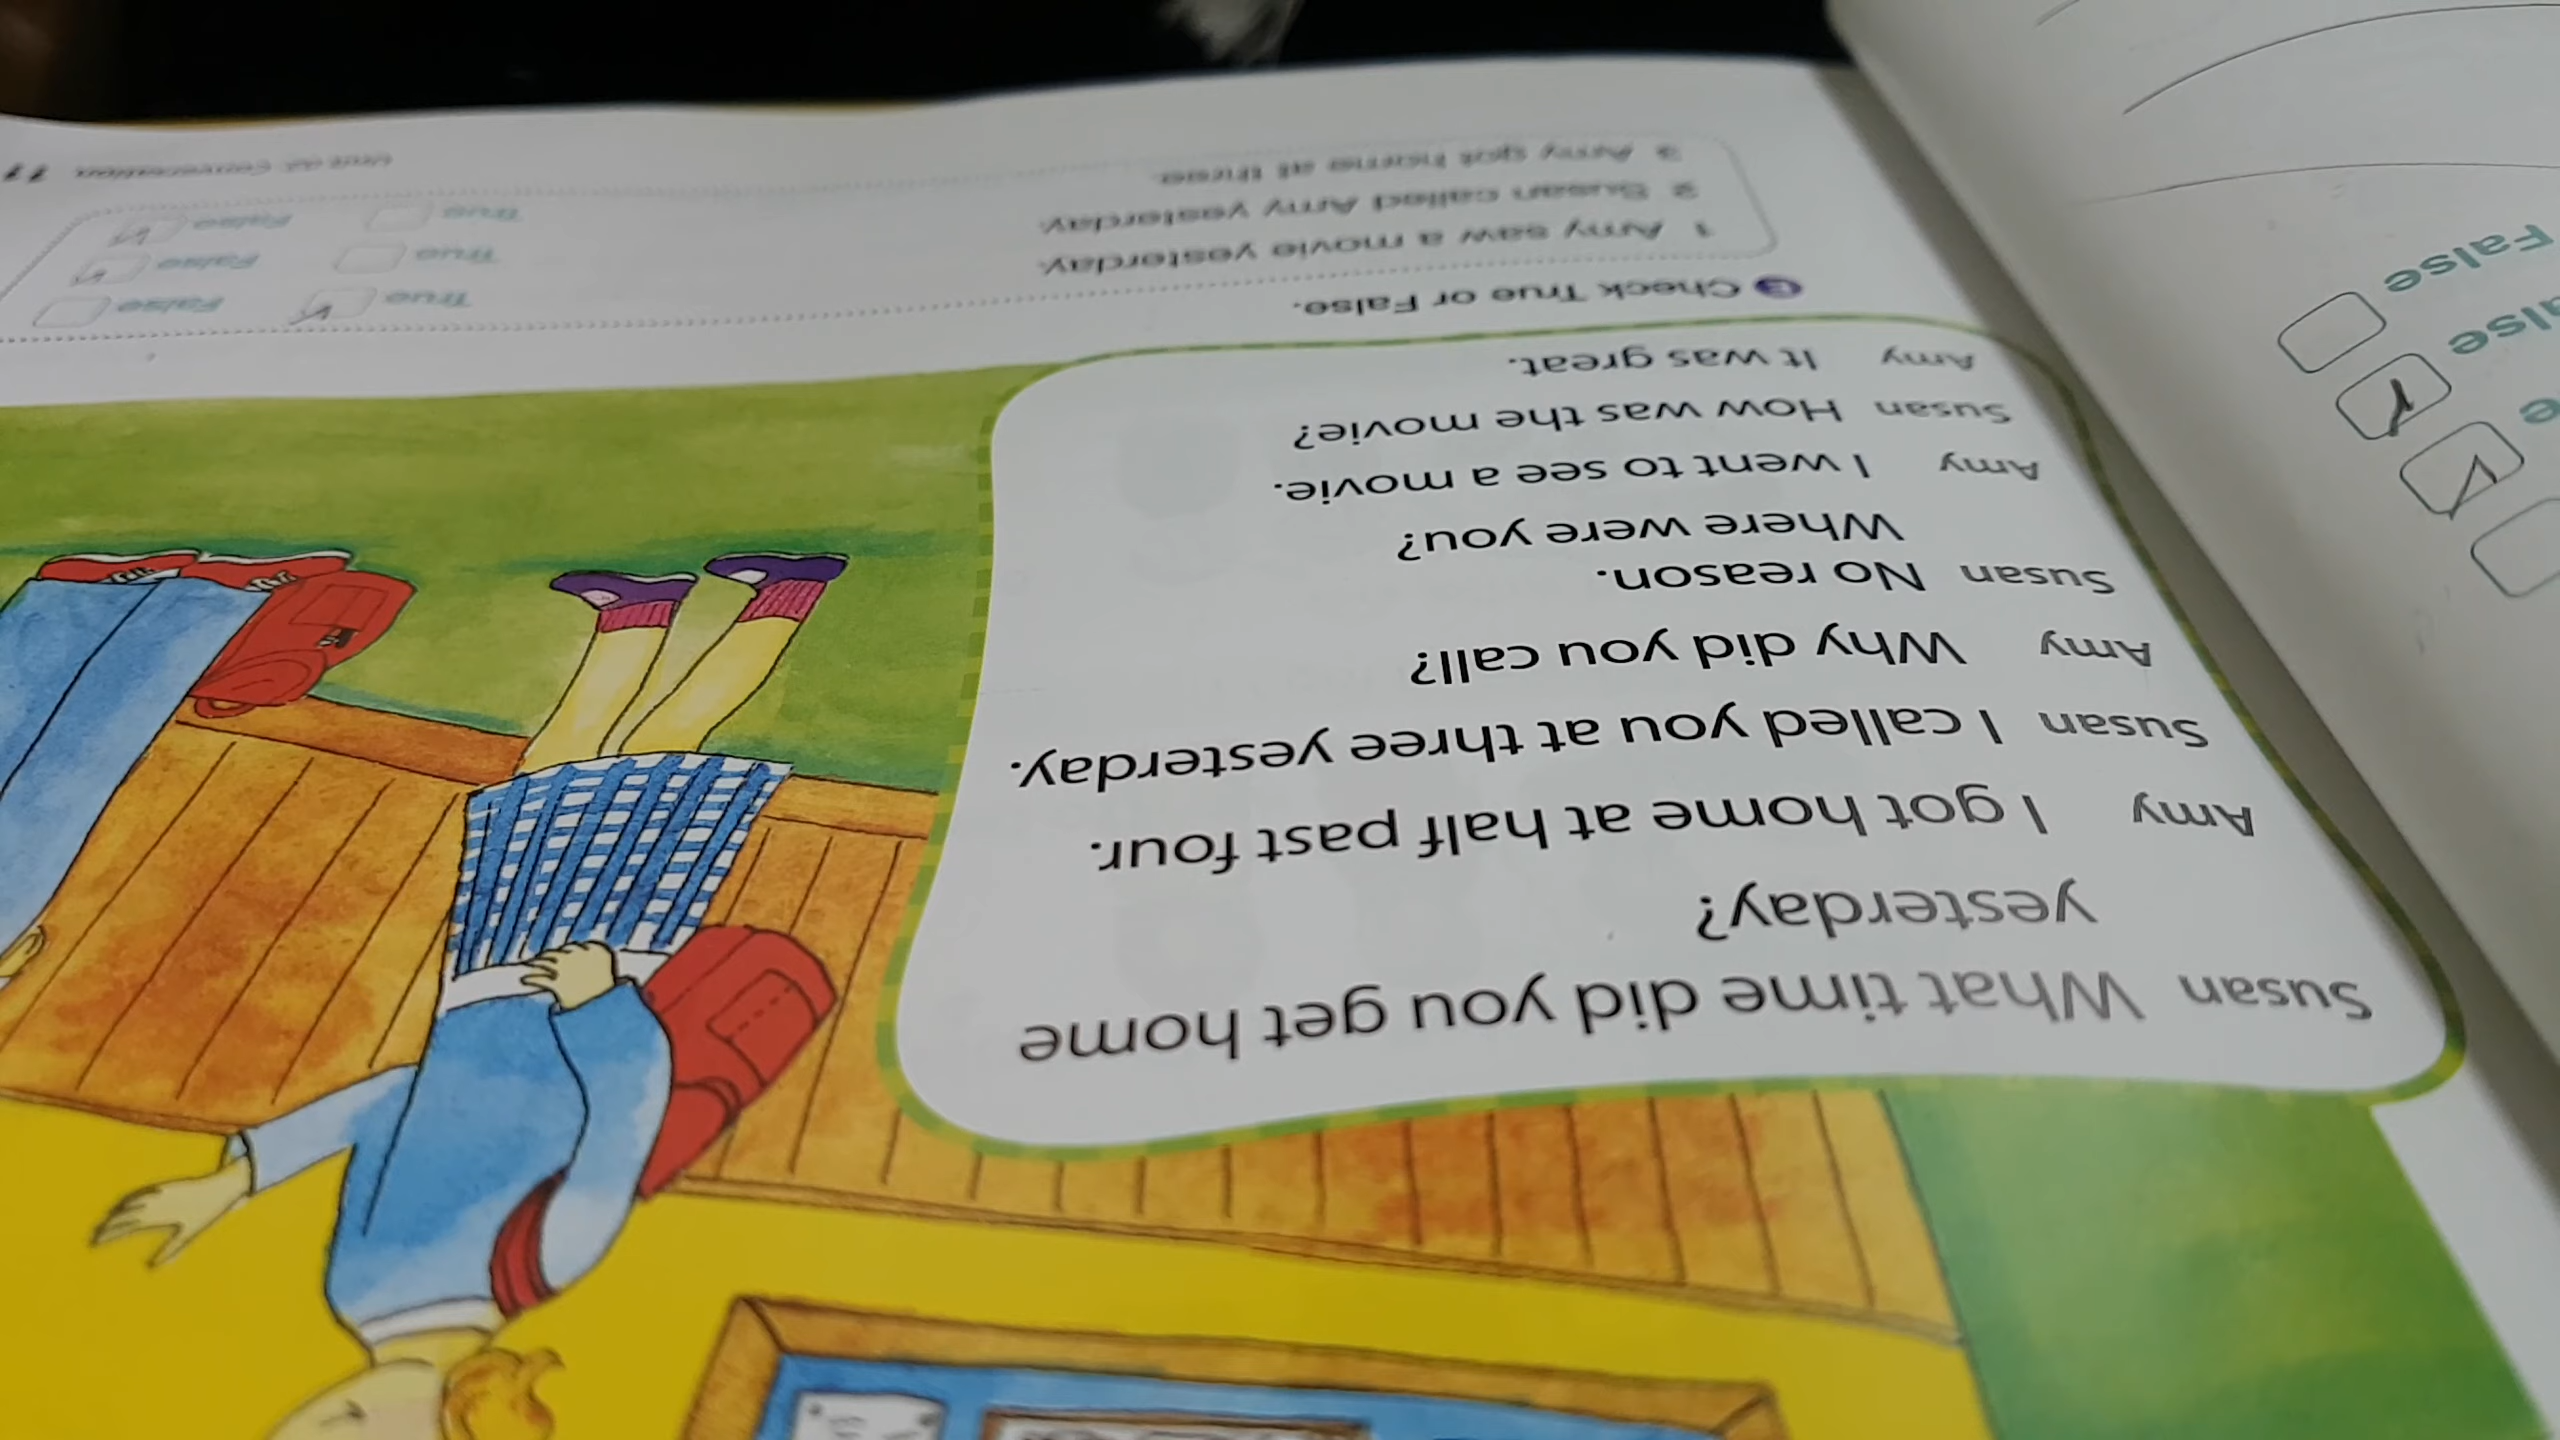 Susan What time did you get home
yesterday?
Amy I got home at half past four.
Susan I called you at three yesterday.
Amy Why did you call?
Susan No reason.
Where were you?
Amy I went to see a movie.
Susan How was the movie?
Amy It was great.
C Check True or False.
1 Amy saw a movie yesterday. True False
2 Susan called Amy yesterday. True False
3 Amy got home at three. True False
Conversation 11
False